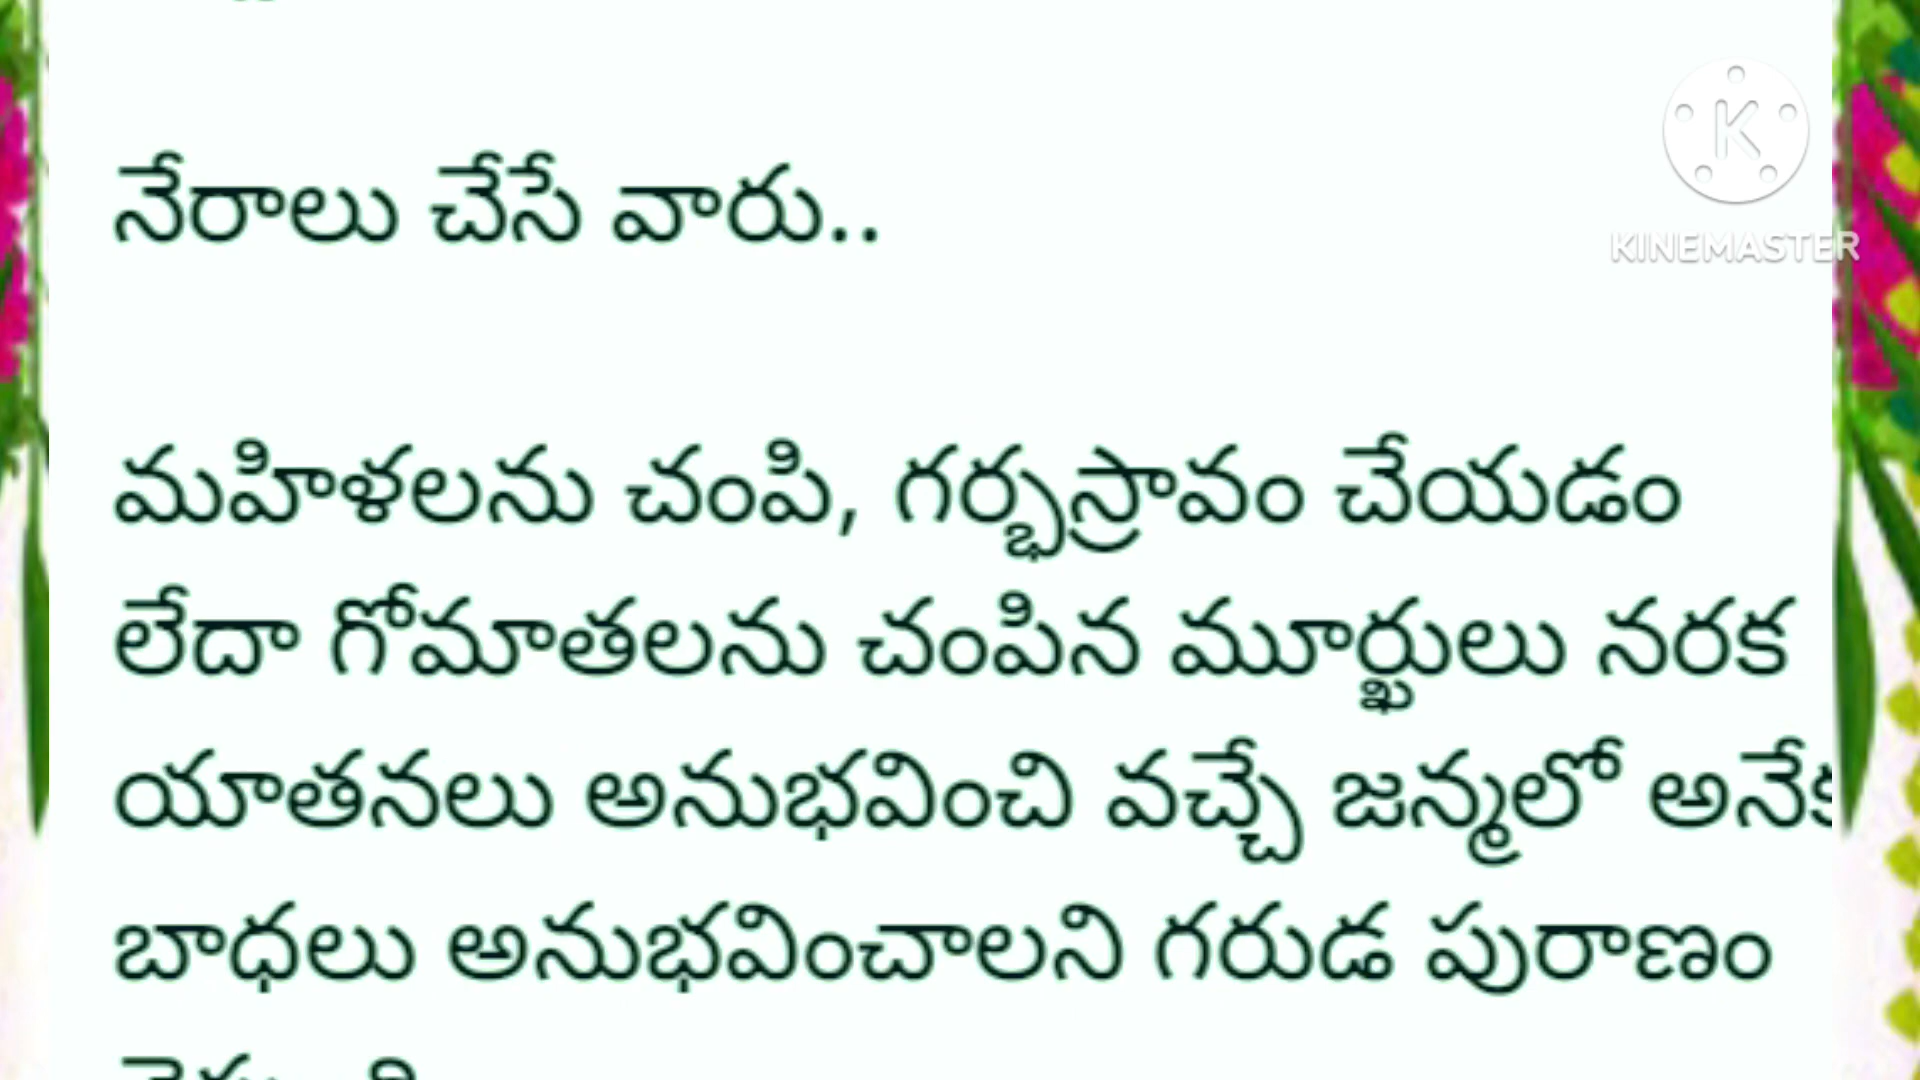 నేరాలు చేసే వారు..
KINEMASTER
మహిళలను చంపి, గర్భస్రావం చేయడం
లేదా గోమాతలను చంపిన మూర్ఖులు నరక
యాతనలు అనుభవించి వచ్చే జన్మలో
బాధలు అనుభవించాలని గరుడ పురాణం